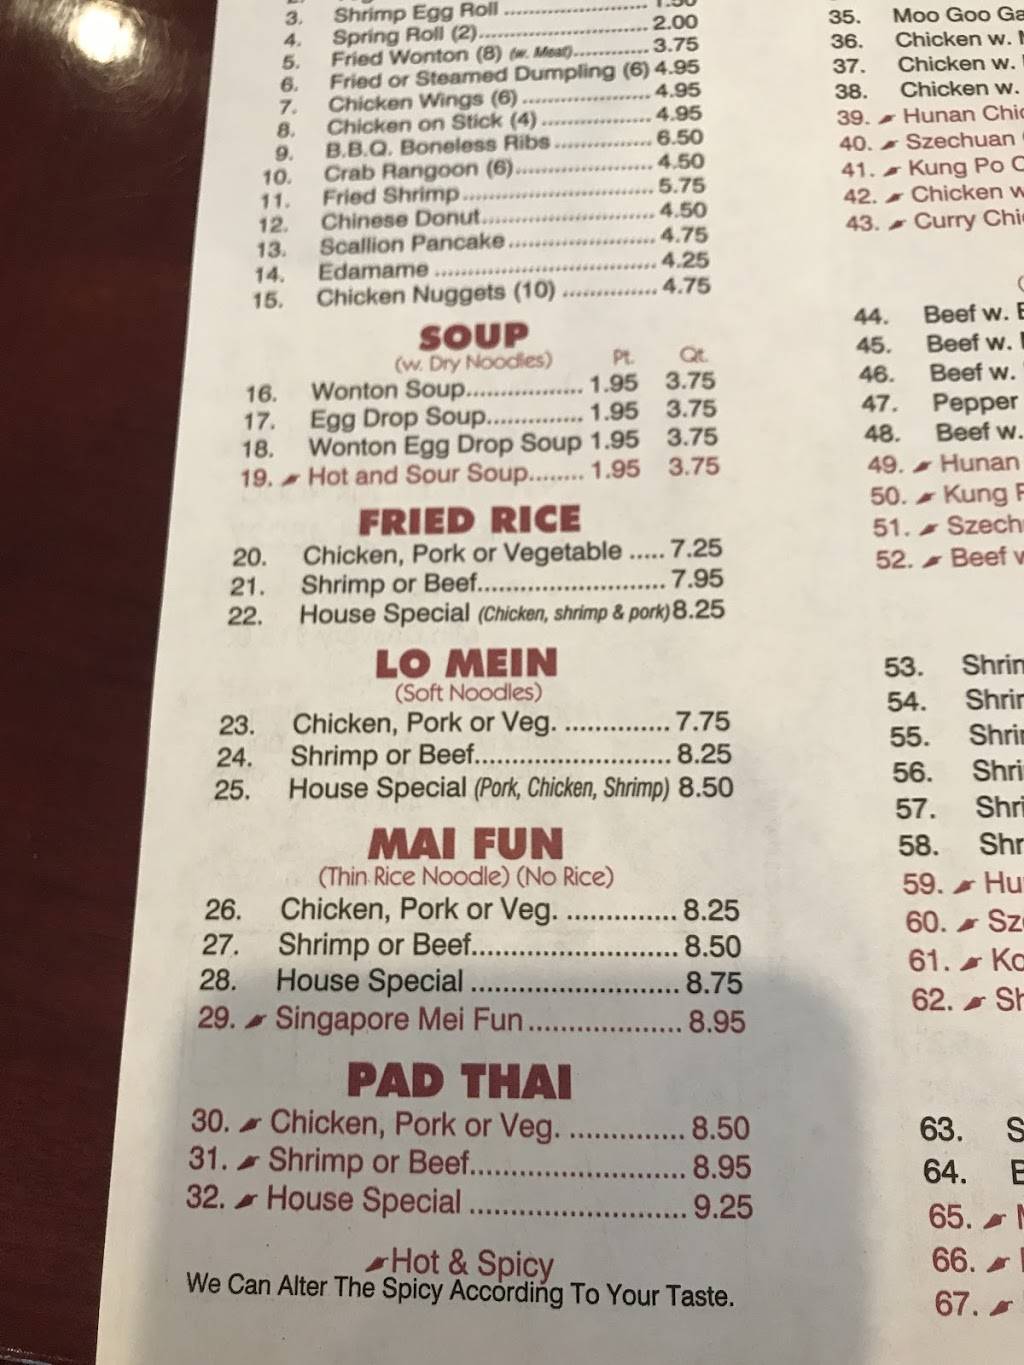 3. Shrimp Egg Roll
4. Spring Roll (2) 2.00
5. Fried Wonton (8) (w. Meat) 3.75
6. Fried or Steamed Dumpling (6) 4.95
7. Chicken Wings (6) 4.95
8. Chicken on Stick (4) 4.95
9. B.B.Q. Boneless Ribs 6.50
10. Crab Rangoon (6) 4.50
11. Fried Shrimp 5.75
12. Chinese Donut 4.50
13. Scallion Pancake 4.75
14. Edamame 4.25
15. Chicken Nuggets (10) 4.75
SOUP
(w. Dry Noodles) Pt. Qt.
16. Wonton Soup 1.95 3.75
17. Egg Drop Soup 1.95 3.75
18. Wonton Egg Drop Soup 1.95 3.75
19. Hot and Sour Soup 1.95 3.75
FRIED RICE
20. Chicken, Pork or Vegetable 7.25
21. Shrimp or Beef 7.95
22. House Special (Chicken, shrimp & pork) 8.25
LO MEIN
(Soft Noodles)
23. Chicken, Pork or Veg. 7.75
24. Shrimp or Beef 8.25
25. House Special (Pork, Chicken, Shrimp) 8.50
MAI FUN
(Thin Rice Noodle) (No Rice)
26. Chicken, Pork or Veg. 8.25
27. Shrimp or Beef 8.50
28. House Special 8.75
29. Singapore Mei Fun 8.95
PAD THAI
30. Chicken, Pork or Veg. 8.50
31. Shrimp or Beef 8.95
32. House Special 9.25
Hot & Spicy
We Can Alter The Spicy According To Your Taste.
35. Moo Goo
36. Chicken w.
37. Chicken w.
38. Chicken w.
39. Hunan
40. Szechuan
41. Kung Po
42. Chicken
43. Curry
44. Beef w.
45. Beef w.
46. Beef w.
47. Pepper
48. Beef w.
49. Hunan
50. Kung
51.
52. Beef
53.
54.
55.
56.
57.
58.
59.
60.
61.
62.
63.
64.
65.
66.
67.